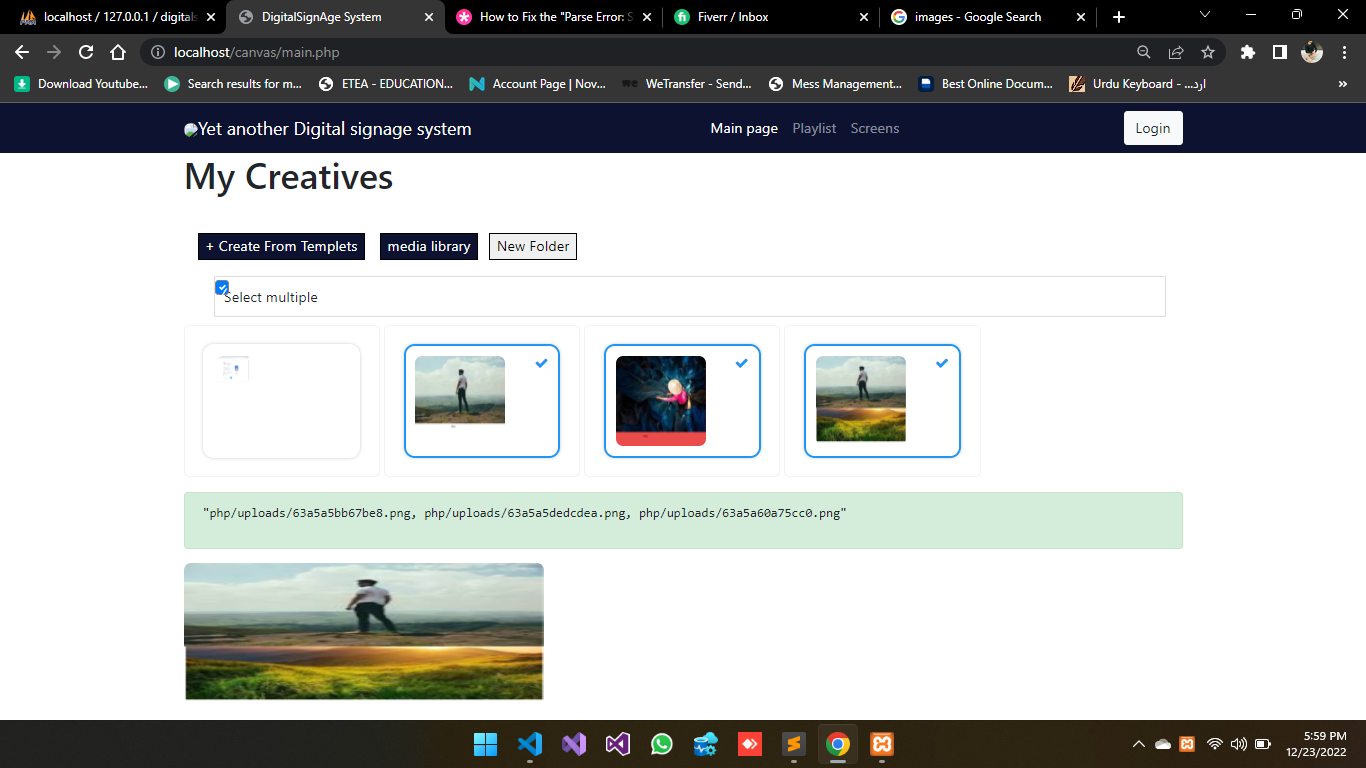 localhost / 127.0.0.1 / digitals
DigitalSignAge System
How to Fix the "Parse Error: S
Fiverr / Inbox
images - Google Search
localhost/canvas/main.php
Download Youtube...
Search results for m...
ETEA - EDUCATION...
Account Page | Nov...
we
WeTransfer - Send...
Mess Management...
Best Online Docum...
Urdu Keyboard - ...ارد
»
Yet another Digital signage system
Main page
Playlist
Screens
Login
My Creatives
+ Create From Templets
media library
New Folder
Select multiple
"php/uploads/63a5a5bb67be8.png, php/uploads/63a5a5dedcdea.png, php/uploads/63a5a60a75cc0.png"
5:59 PM
12/23/2022